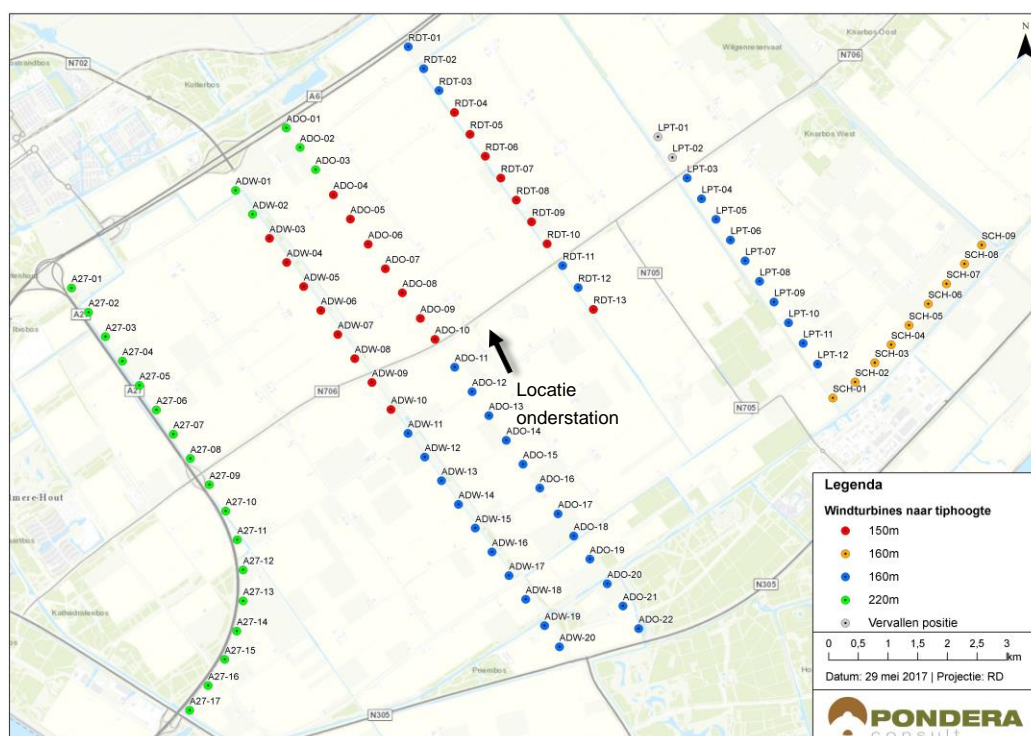 N
RDT-01
Knarbos Oost
Wilgenreservaat
N706
RDT-02
N702
RDT-03
Kotterbos
A6
RDT-04
ADO-01
RDT-05
LPT-01
Knarbos West
ADO-02
RDT-06
LPT-02
ADO-03
RDT-07
LPT-03
ADW-01
ADO-04
RDT-08
LPT-04
ADW-02
ADO-05
RDT-09
LPT-05
ADW-03
ADO-06
RDT-10
LPT-06
SCH-09
ADW-04
ADO-07
RDT-11
LPT-07
SCH-08
A27-01
ADW-05
ADO-08
RDT-12
N705
LPT-08
SCH-07
A27-02
ADW-06
ADO-09
RDT-13
LPT-09
SCH-06
A27-03
ADW-07
ADO-10
LPT-10
SCH-05
A27-04
ADW-08
ADO-11
LPT-11
SCH-04
A27-05
A27
ADW-09
ADO-12
LPT-12
SCH-03
N706
Locatie
onderstation
SCH-02
A27-06
ADW-10
ADO-13
N705
SCH-01
A27-07
ADW-11
ADO-14
A27-08
ADW-12
ADO-15
A27-09
ADW-13
ADO-16
A27-10
ADW-14
ADO-17
A27-11
ADW-15
ADO-18
A27-12
ADW-16
ADO-19
A27-13
ADW-17
ADO-20
N305
A27-14
ADW-18
ADO-21
Kathedralenbos
A27-15
ADW-19
ADO-22
A27-16
ADW-20
Priembos
A27-17
N305
Legenda
Windturbines naar tiphoogte
150m
160m
160m
220m
Vervallen positie
0 0,5 1 2 3
km
Datum: 29 mei 2017 | Projectie: RD
PONDERA
consult